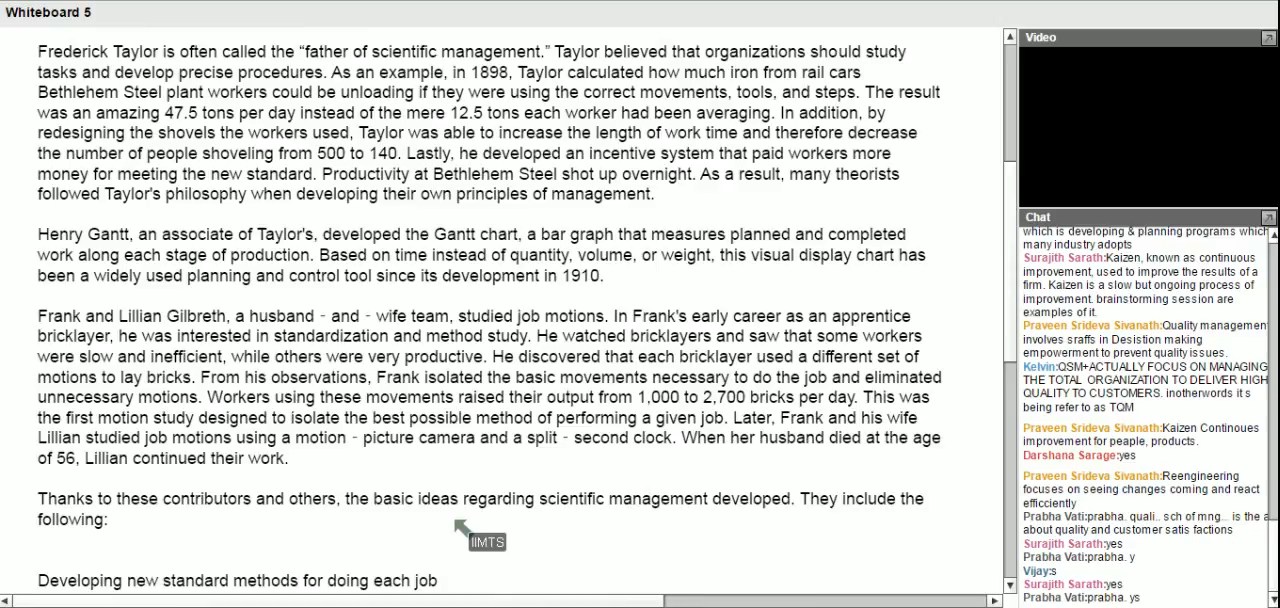 Whiteboard 5
Frederick Taylor is often called the “father of scientific management.” Taylor believed that organizations should study
tasks and develop precise procedures. As an example, in 1898, Taylor calculated how much iron from rail cars
Bethlehem Steel plant workers could be unloading if they were using the correct movements, tools, and steps. The result
was an amazing 47.5 tons per day instead of the mere 12.5 tons each worker had been averaging. In addition, by
redesigning the shovels the workers used, Taylor was able to increase the length of work time and therefore decrease
the number of people shoveling from 500 to 140. Lastly, he developed an incentive system that paid workers more
money for meeting the new standard. Productivity at Bethlehem Steel shot up overnight. As a result, many theorists
followed Taylor's philosophy when developing their own principles of management.
Henry Gantt, an associate of Taylor's, developed the Gantt chart, a bar graph that measures planned and completed
work along each stage of production. Based on time instead of quantity, volume, or weight, this visual display chart has
been a widely used planning and control tool since its development in 1910.
Frank and Lillian Gilbreth, a husband - and - wife team, studied job motions. In Frank's early career as an apprentice
bricklayer, he was interested in standardization and method study. He watched bricklayers and saw that some workers
were slow and inefficient, while others were very productive. He discovered that each bricklayer used a different set of
motions to lay bricks. From his observations, Frank isolated the basic movements necessary to do the job and eliminated
unnecessary motions. Workers using these movements raised their output from 1,000 to 2,700 bricks per day. This was
the first motion study designed to isolate the best possible method of performing a given job. Later, Frank and his wife
Lillian studied job motions using a motion - picture camera and a split - second clock. When her husband died at the age
of 56, Lillian continued their work.
Thanks to these contributors and others, the basic ideas regarding scientific management developed. They include the
following:
IIMTS
Developing new standard methods for doing each job
Video
Chat
which is developing & planning programs which
many industry adopts
Surajith Sarath:Kaizen, known as continuous
improvement, used to improve the results of a
firm. Kaizen is a slow but ongoing process of
improvement. brainstorming session are
examples of it.
Praveen Srideva Sivanath:Quality management
involves sraffs in Desistion making
empowerment to prevent quality issues.
Kelvin:QSM+ACTUALLY FOCUS ON MANAGING
THE TOTAL ORGANIZATION TO DELIVER HIGH
QUALITY TO CUSTOMERS. inotherwords it s
being refer to as TQM
Praveen Srideva Sivanath:Kaizen Continoues
improvement for peaple, products.
Darshana Sarage:yes
Praveen Srideva Sivanath:Reengineering
focuses on seeing changes coming and react
efficciently
Prabha Vati:prabha. quali.. sch of mng... is the a
about quality and customer satis factions
Surajith Sarath:yes
Prabha Vati:prabha. y
Vijay:s
Surajith Sarath:yes
Prabha Vati:prabha. ys